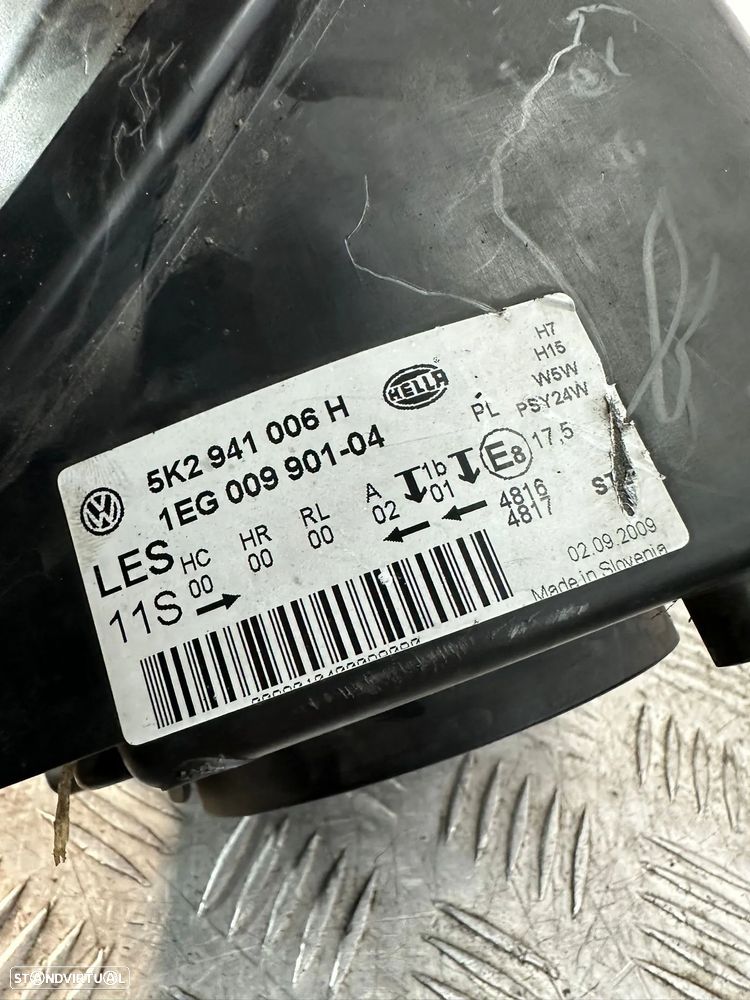 5K2 941 006 H
HELLA
1EG 009 901-04
H7
H15
W5W
PSY24W
PL
17,5
E8
LES
HC
00
HR
00
RL
00
A
02
1b
01
4816
4817
11S
02.09.2009
Made in Slovenia
STANDVIRTUAL